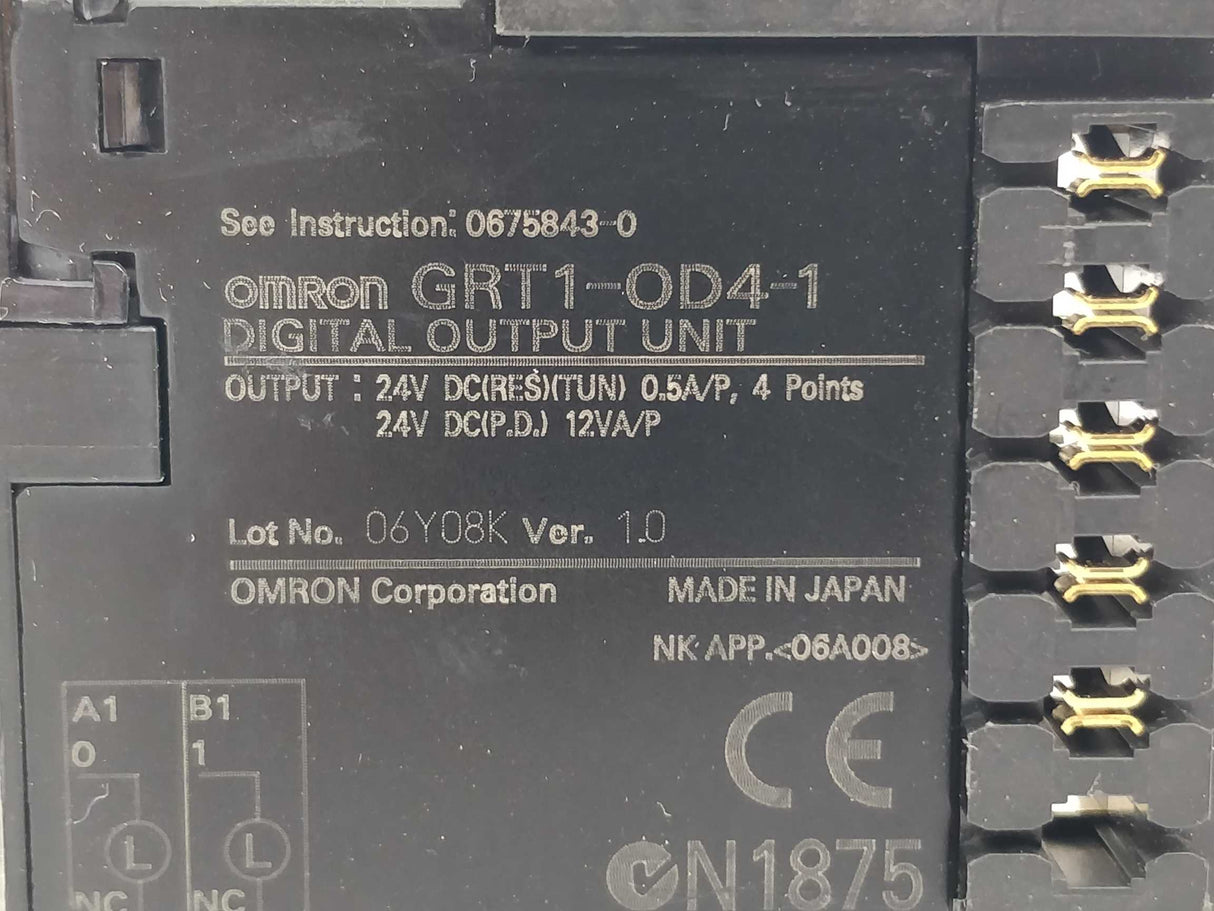 See Instruction: 0675843-0
omron GRT1-OD4-1
DIGITAL OUTPUT UNIT
OUTPUT : 24V DC(RES)(TUN) 0.5A/P, 4 Points
24V DC(P.D.) 12VA/P
Lot No. 06Y08K Ver. 1.0
OMRON Corporation MADE IN JAPAN
NK APP.<06A008>
CE
N1875
A1 B1
0 1
L L
NC NC